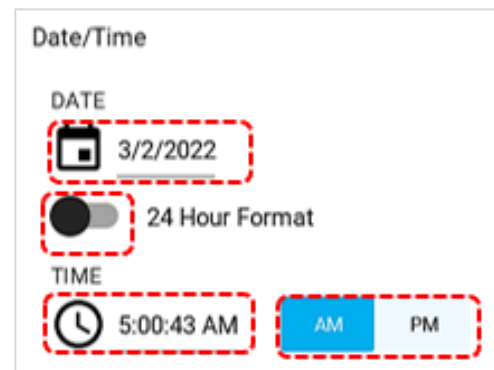 Date/Time
DATE
3/2/2022
24 Hour Format
TIME
5:00:43 AM AM PM